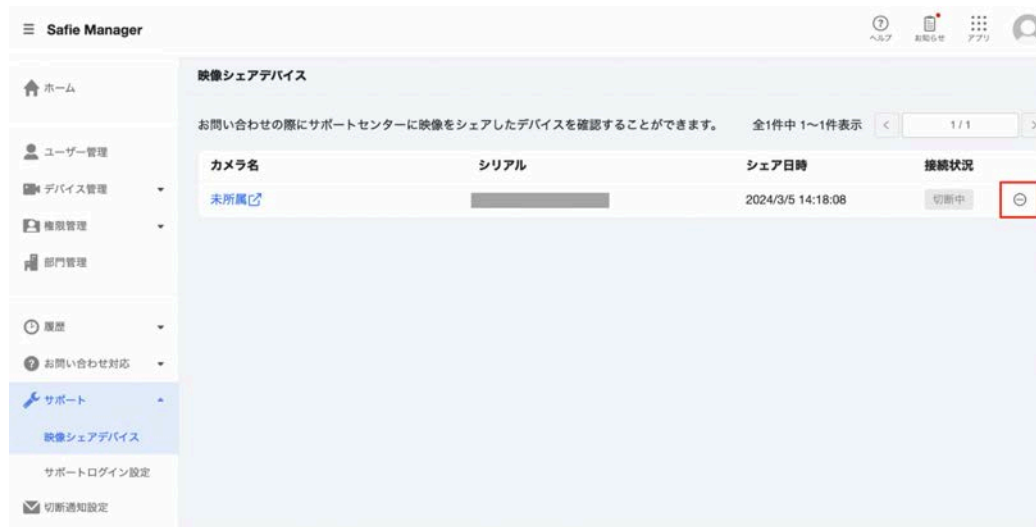 Safie Manager
ヘルプ
お知らせ
アプリ
ホーム
ユーザー管理
デバイス管理
権限管理
部門管理
履歴
お問い合わせ対応
サポート
映像シェアデバイス
サポートログイン設定
切断通知設定
映像シェアデバイス
お問い合わせの際にサポートセンターに映像をシェアしたデバイスを確認することができます。 全1件中 1〜1件表示 < 1 / 1 >
カメラ名 シリアル シェア日時 接続状況
未所属 2024/3/5 14:18:08 切断中